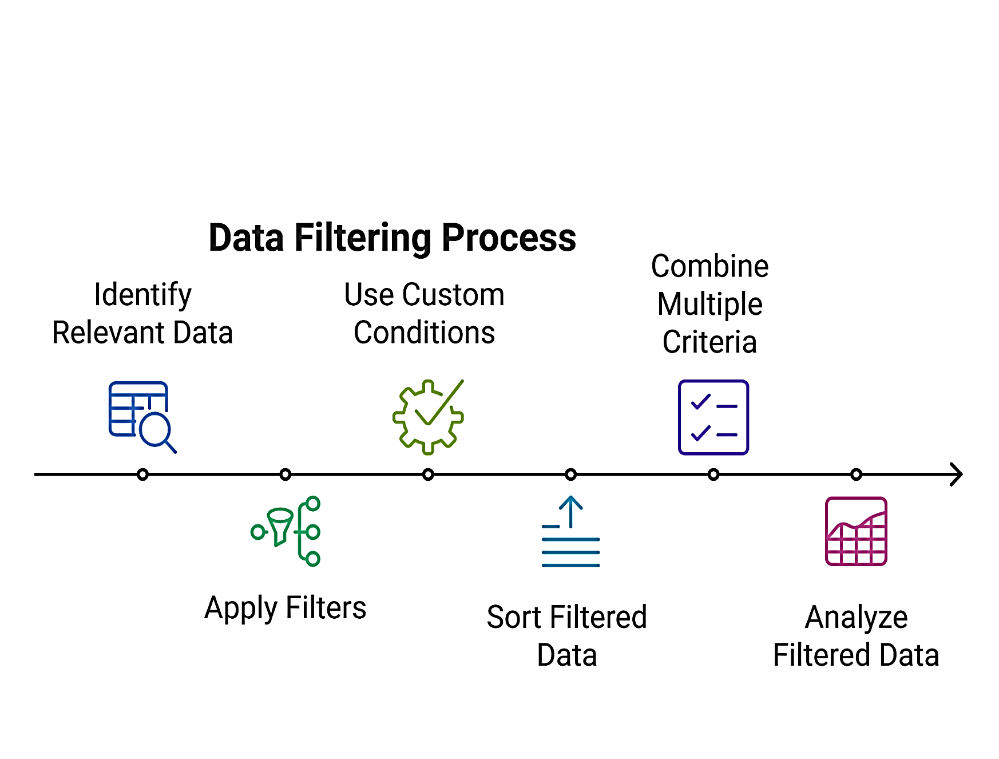 Data Filtering Process
Identify
Relevant Data
Apply Filters
Use Custom
Conditions
Sort Filtered
Data
Combine
Multiple
Criteria
Analyze
Filtered Data